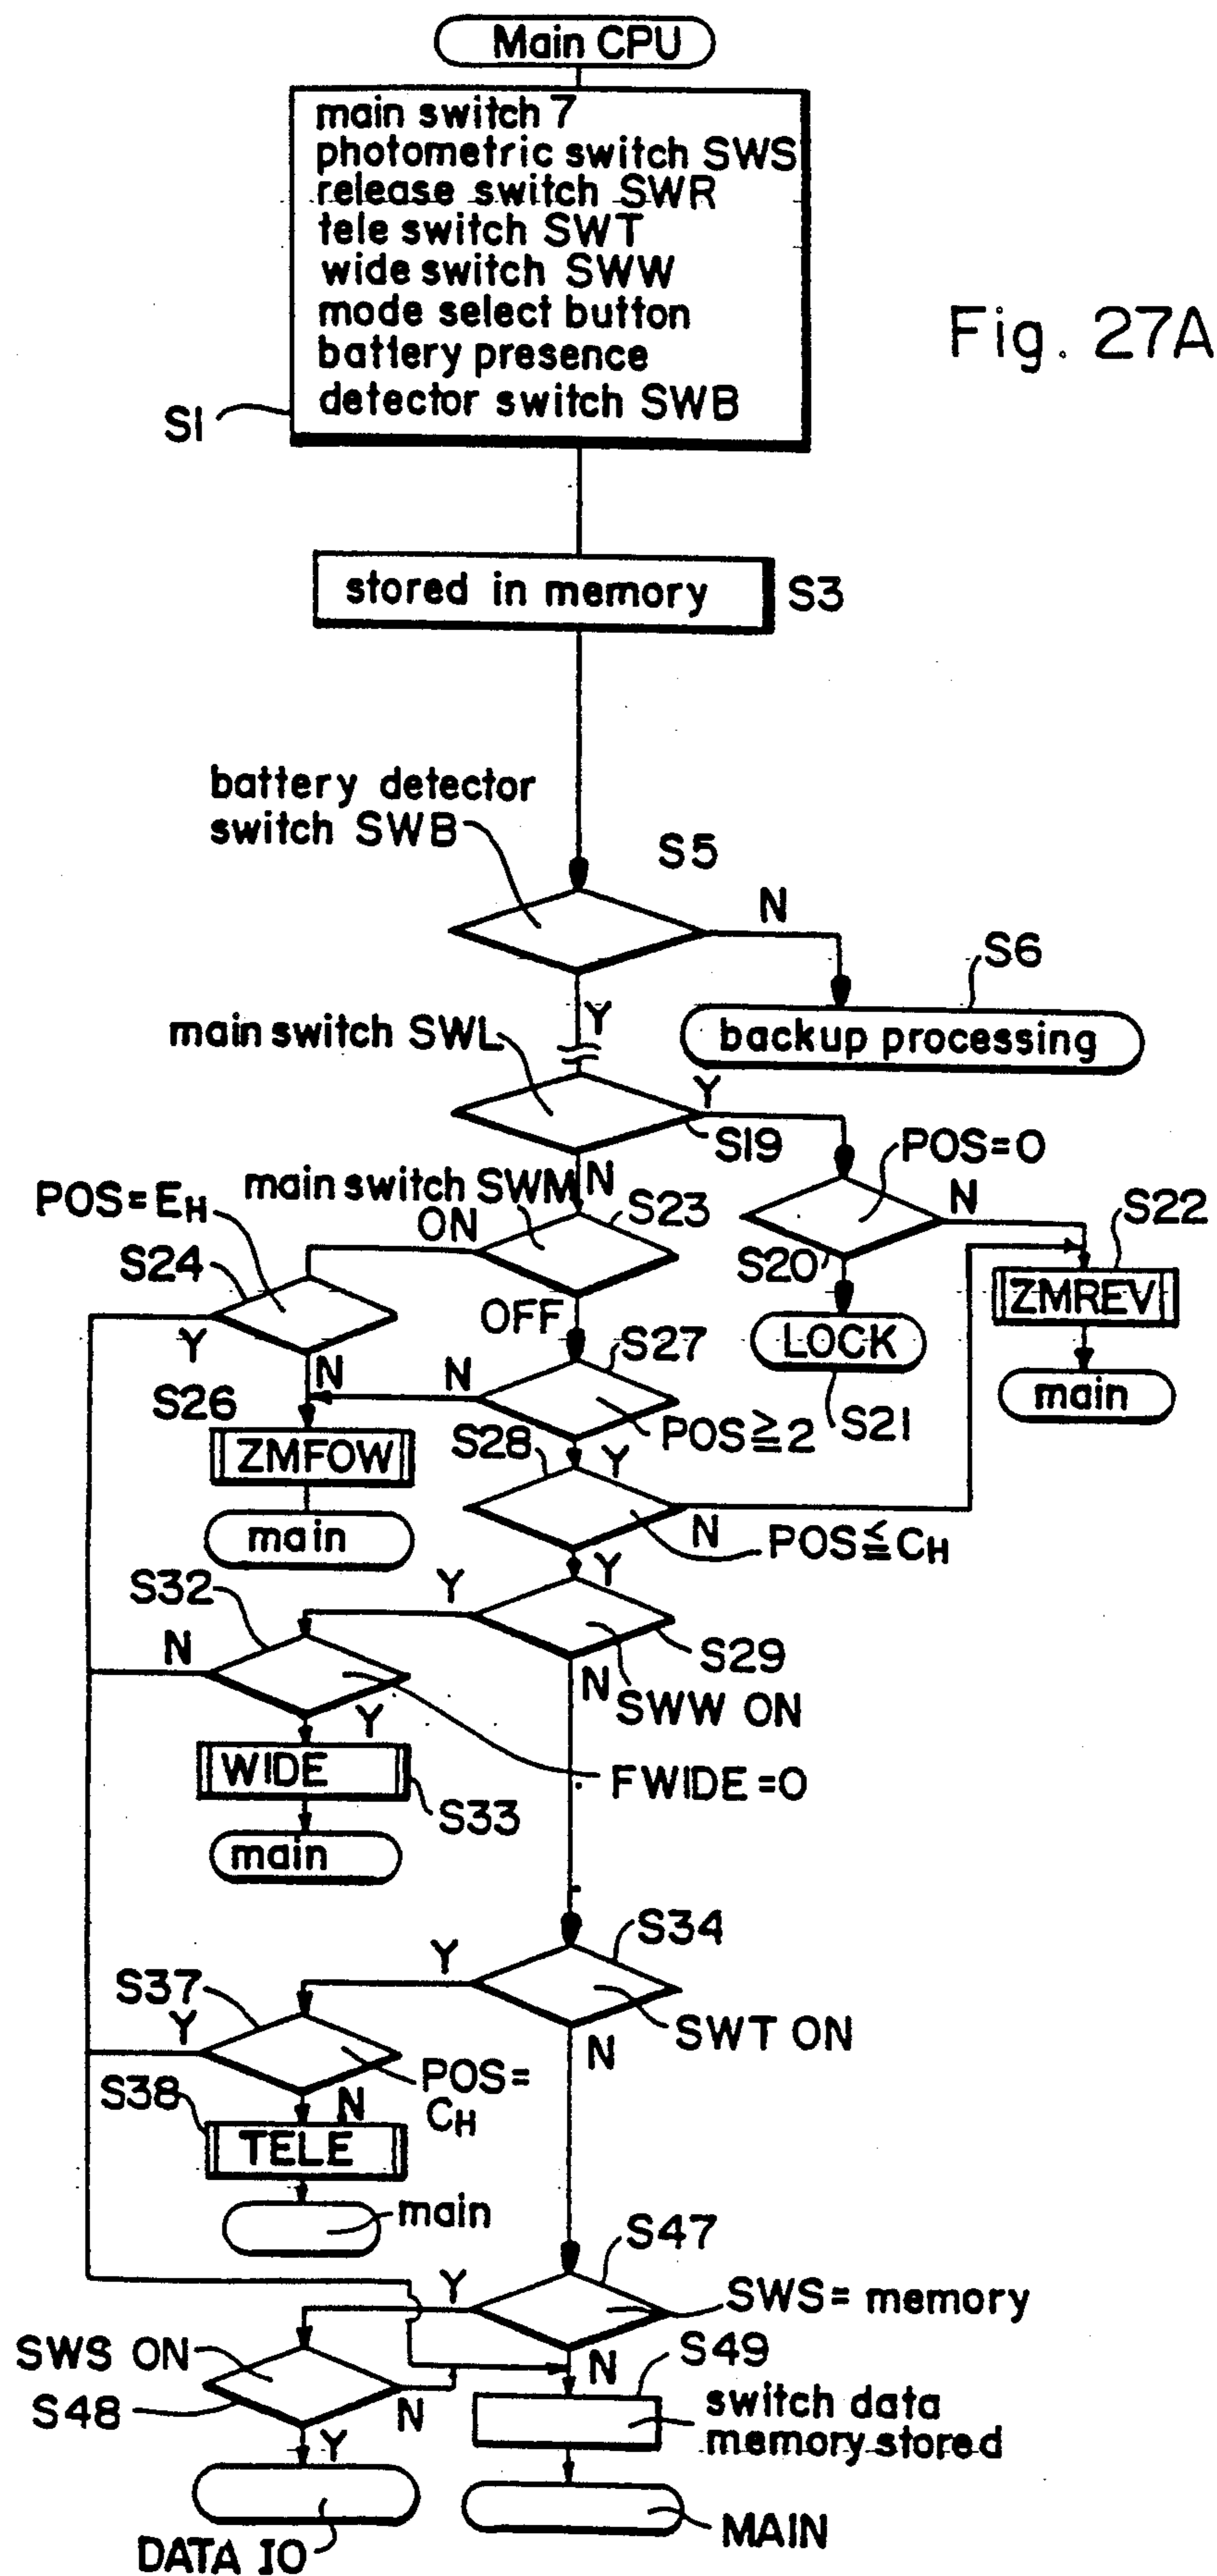 Main CPU
main switch 7
photometric switch SWS
release switch SWR
tele switch SWT
wide switch SWW
mode select button
battery presence
detector switch SWB
S1
Fig. 27A
stored in memory
S3
battery detector
switch SWB
S5
N
S6
Y
backup processing
main switch SWL
Y
S19
POS=0
N
main switch SWM
N
S22
POS=EH
ON
S23
S24
S20
ZMREV
OFF
LOCK
Y
S27
N
N
main
S26
POS≧2
S21
S28
Y
ZMFOW
N
POS≦CH
main
Y
S32
Y
N
S29
N
SWW ON
Y
WIDE
FWIDE=0
S33
main
S34
Y
S37
Y
SWT ON
N
POS=
CH
S38
N
TELE
main
S47
Y
SWS=memory
SWS ON
S49
N
S48
N
switch data
memory stored
Y
MAIN
DATA IO